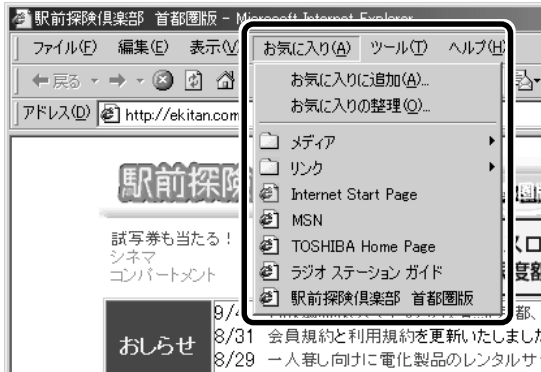 駅前探険倶楽部 首都圏版 - Microsoft Internet Explorer
ファイル(F) 編集(E) 表示(V) お気に入り(A) ツール(T) ヘルプ(H)
戻る
お気に入りに追加(A)...
お気に入りの整理(O)...
アドレス(D) http://ekitan.com
メディア
リンク
Internet Start Page
MSN
TOSHIBA Home Page
ラジオ ステーション ガイド
駅前探険倶楽部 首都圏版
駅前探険
試写券も当たる!
シネマ
コンパートメント
おしらせ
8/31 会員規約と利用規約を更新いたしました
8/29 一人暮し向けに電化製品のレンタルサ